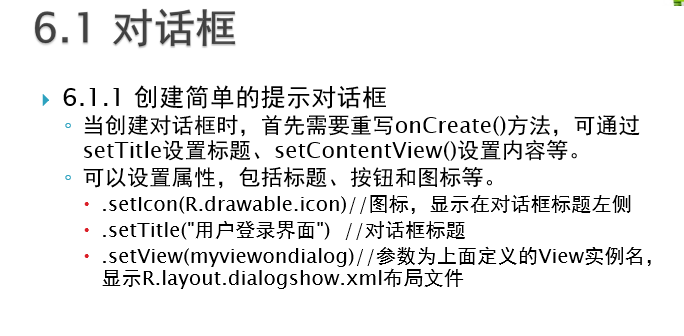 6.1 对话框
6.1.1 创建简单的提示对话框
当创建对话框时，首先需要重写onCreate()方法，可通过
setTitle设置标题、setContentView()设置内容等。
可以设置属性，包括标题、按钮和图标等。
.setIcon(R.drawable.icon)//图标，显示在对话框标题左侧
.setTitle("用户登录界面") //对话框标题
.setView(myviewondialog)//参数为上面定义的View实例名，
显示R.layout.dialogshow.xml布局文件